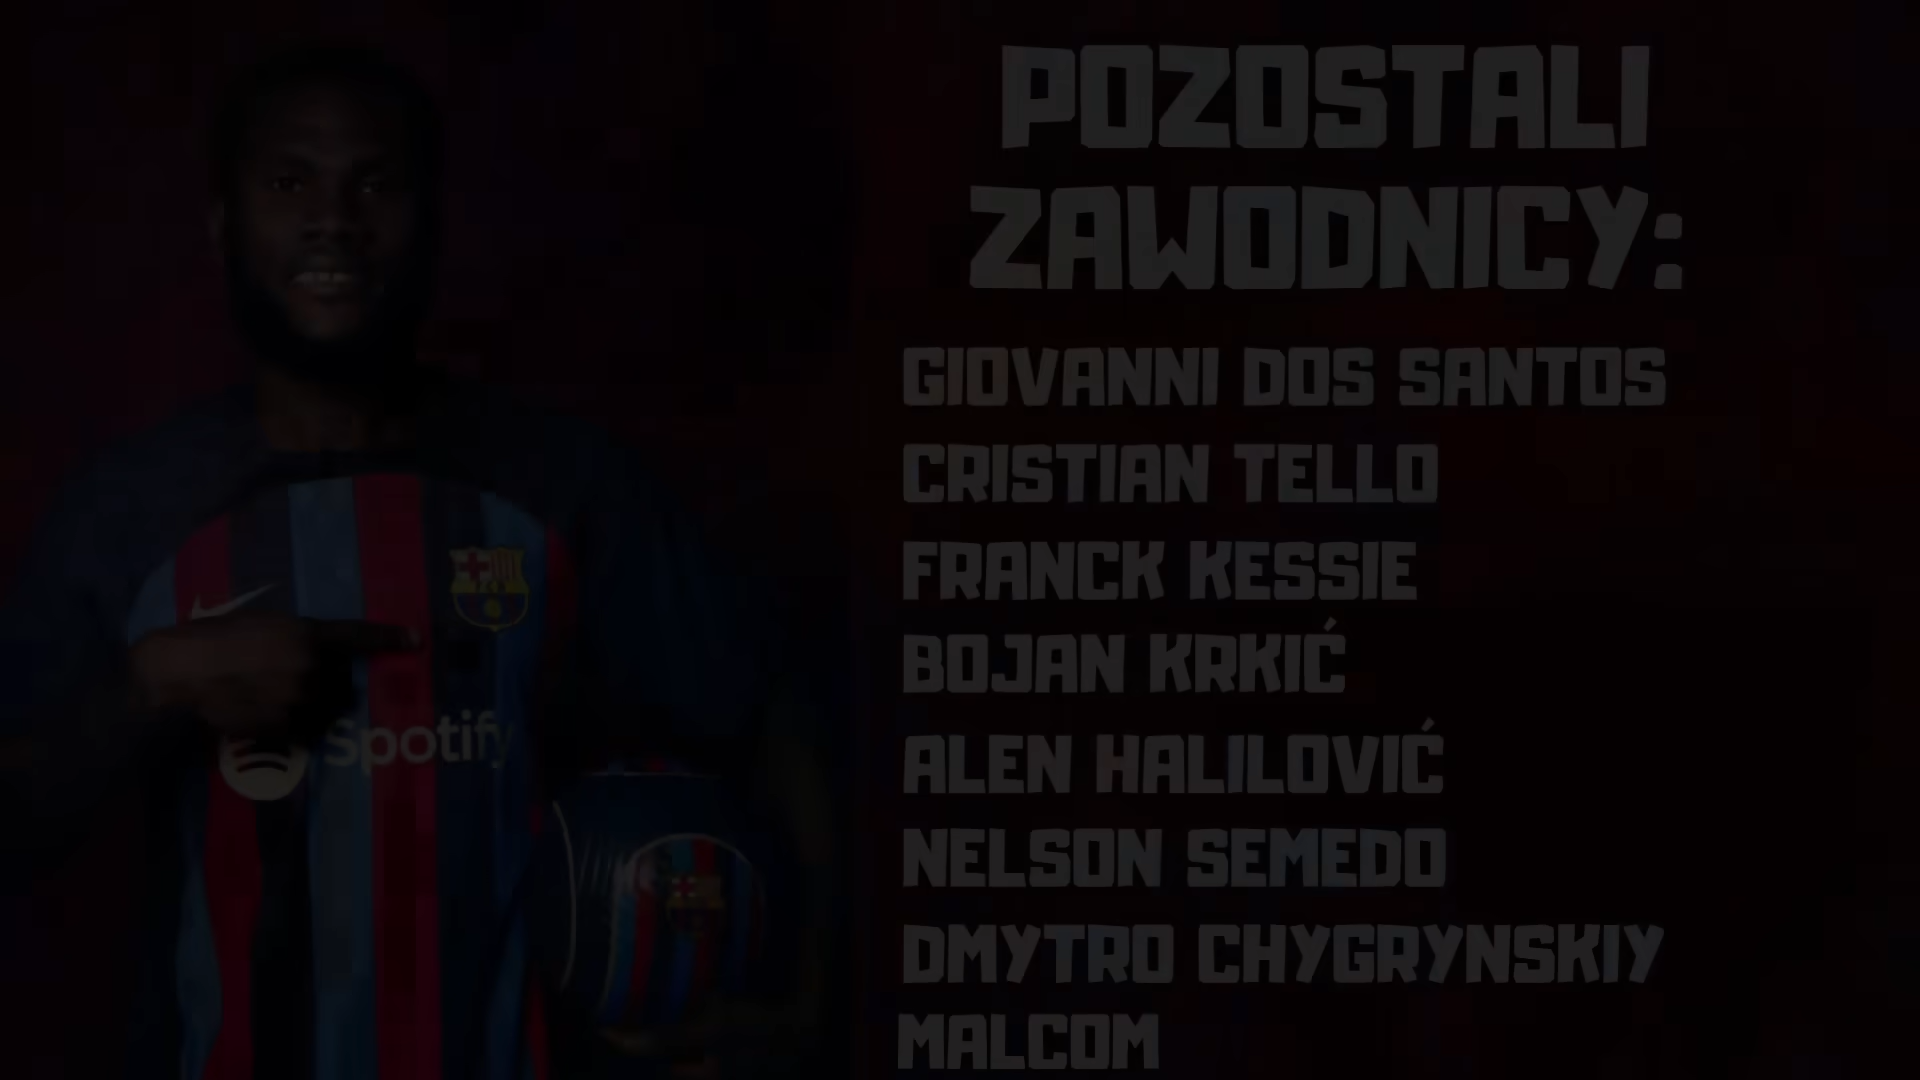 POZOSTALI
ZAWODNICY:
GIOVANNI DOS SANTOS
CRISTIAN TELLO
FRANCK KESSIE
BOJAN KRKIĆ
ALEN HALILOVIĆ
NELSON SEMEDO
DMYTRO CHYGRYNSKIY
MALCOM
Spotify